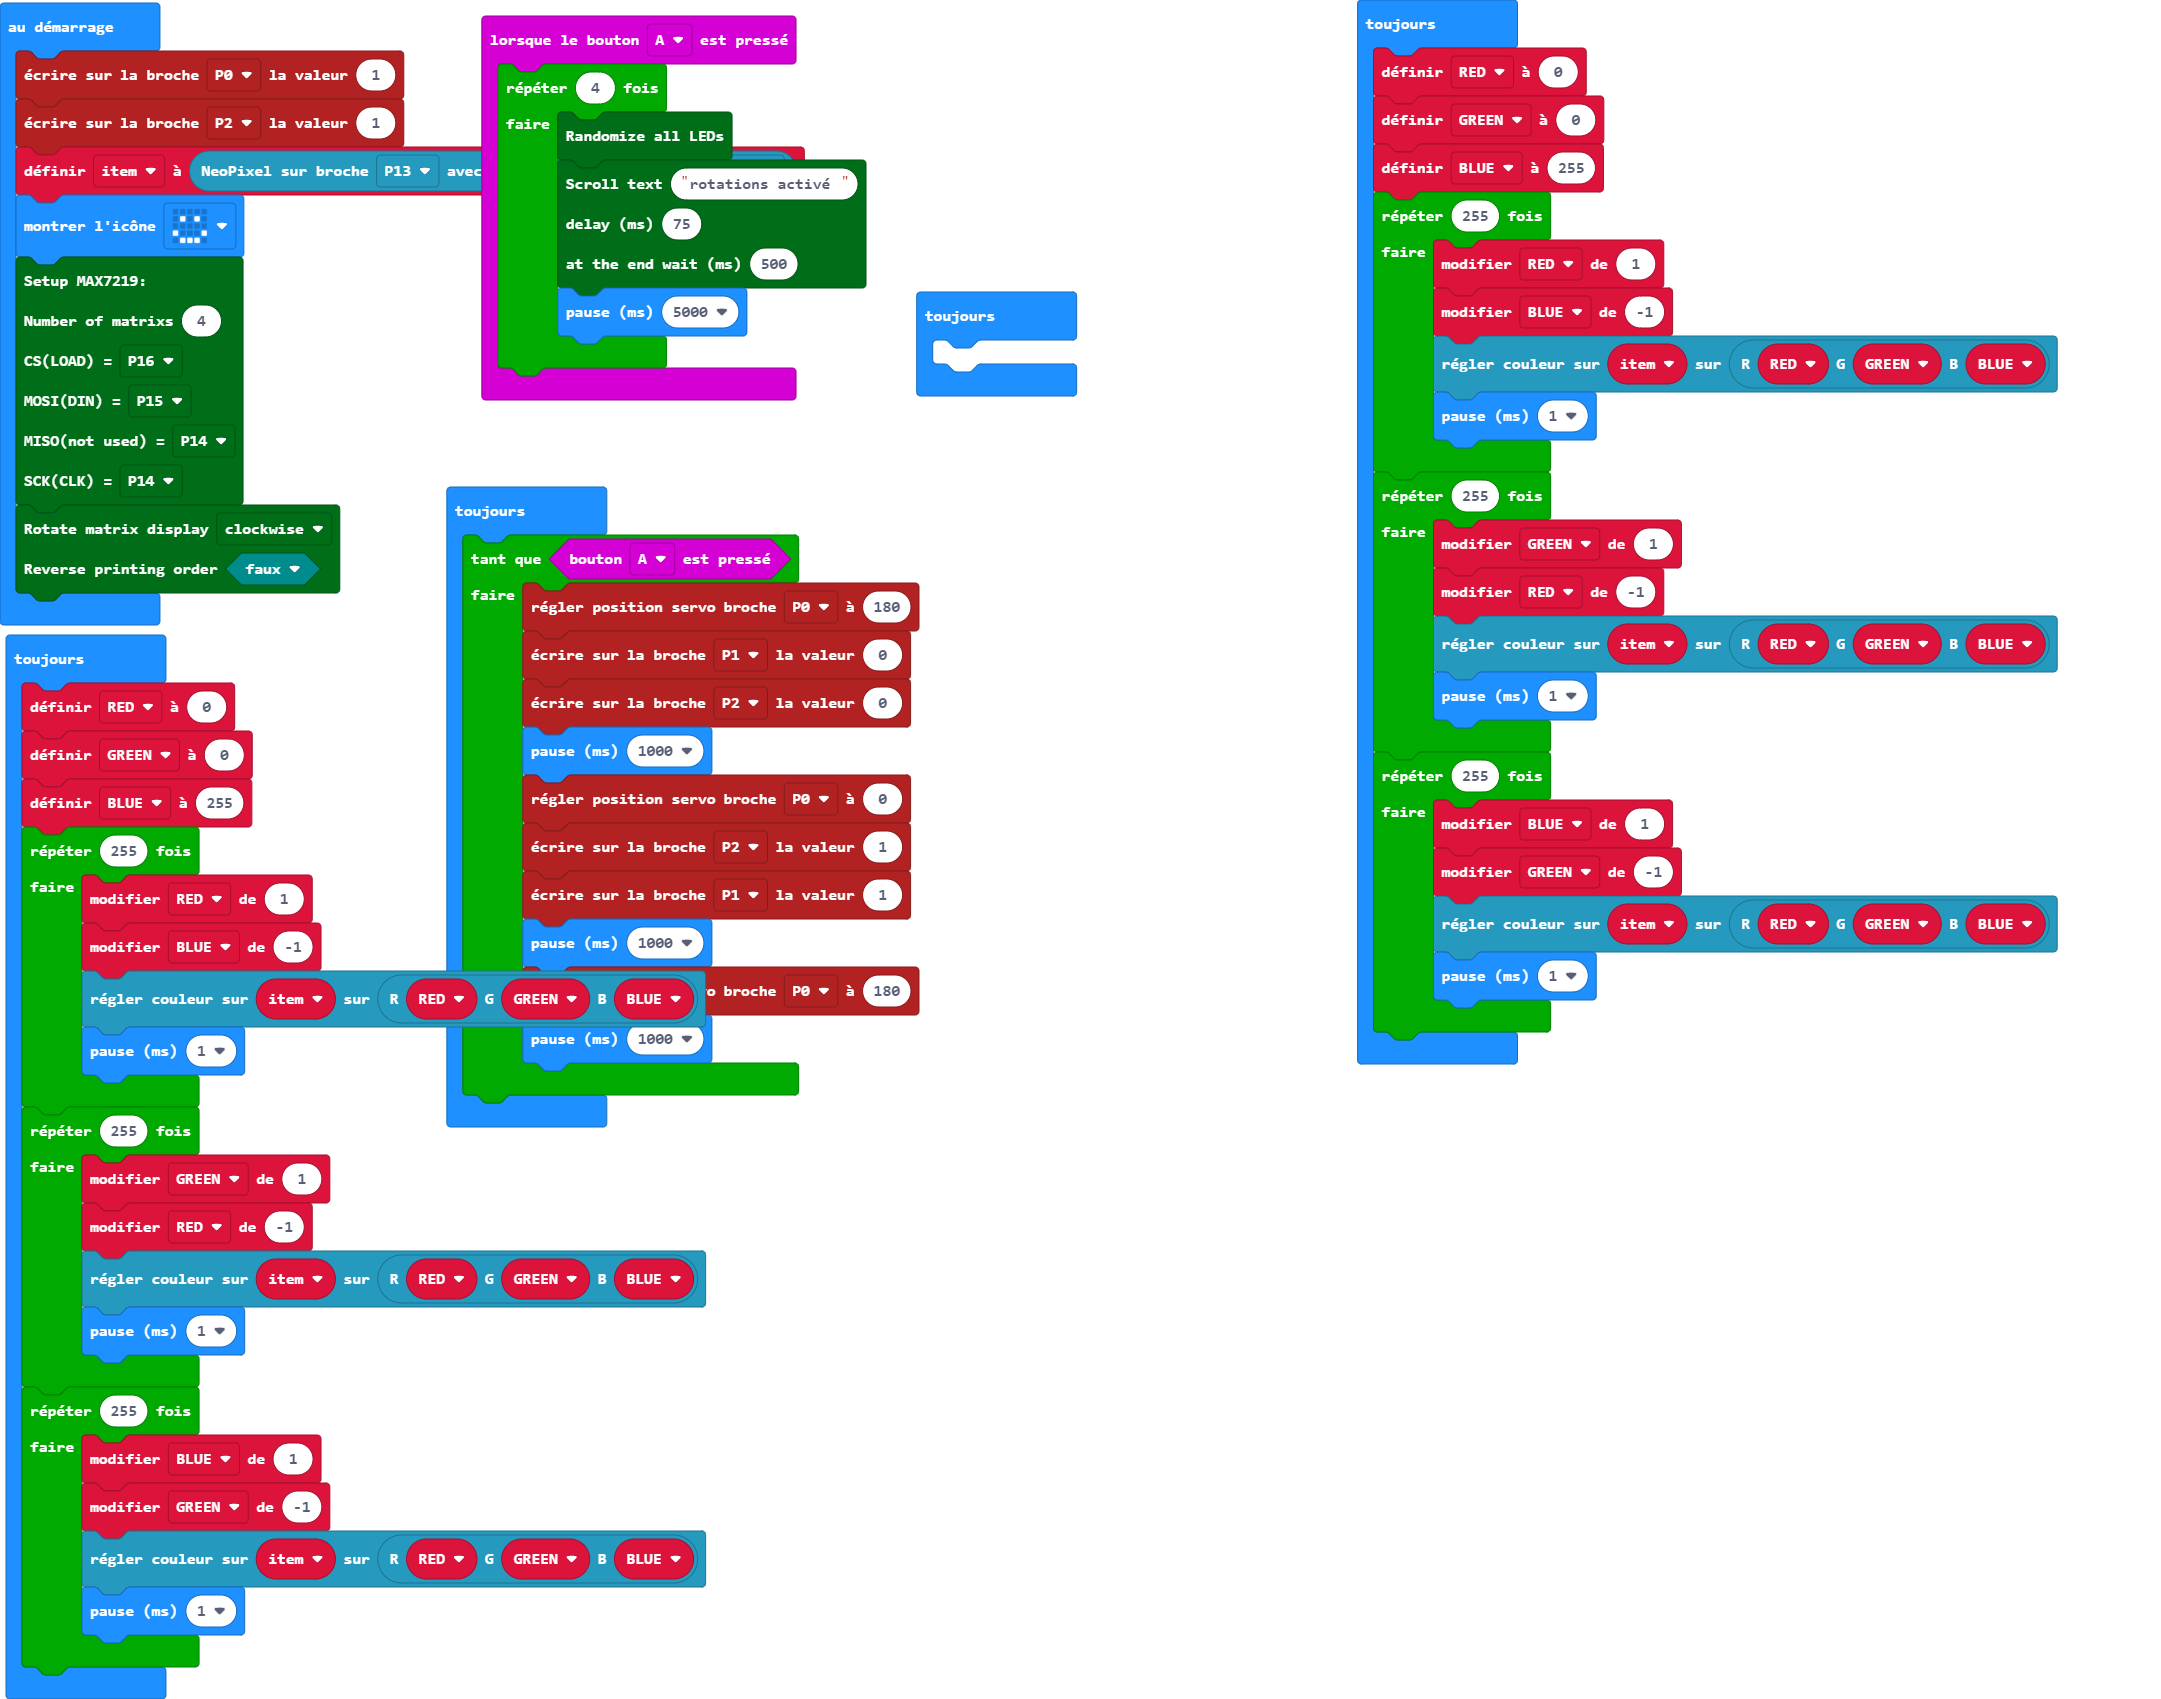 au démarrage
écrire sur la broche P0 la valeur 1
écrire sur la broche P2 la valeur 1
définir item à NeoPixel sur broche P13 avec
montrer l'icône
Setup MAX7219:
Number of matrixs 4
CS(LOAD) = P16
MOSI(DIN) = P15
MISO(not used) = P14
SCK(CLK) = P14
Rotate matrix display clockwise
Reverse printing order faux
lorsque le bouton A est pressé
répéter 4 fois
faire
Randomize all LEDs
Scroll text "rotations activé "
delay (ms) 75
at the end wait (ms) 500
pause (ms) 5000
toujours
toujours
tant que bouton A est pressé
faire
régler position servo broche P0 à 180
écrire sur la broche P1 la valeur 0
écrire sur la broche P2 la valeur 0
pause (ms) 1000
régler position servo broche P0 à 0
écrire sur la broche P2 la valeur 1
écrire sur la broche P1 la valeur 1
pause (ms) 1000
broche P0 à 180
pause (ms) 1000
toujours
définir RED à 0
définir GREEN à 0
définir BLUE à 255
répéter 255 fois
faire
modifier RED de 1
modifier BLUE de -1
régler couleur sur item sur R RED G GREEN B BLUE
pause (ms) 1
répéter 255 fois
faire
modifier GREEN de 1
modifier RED de -1
régler couleur sur item sur R RED G GREEN B BLUE
pause (ms) 1
répéter 255 fois
faire
modifier BLUE de 1
modifier GREEN de -1
régler couleur sur item sur R RED G GREEN B BLUE
pause (ms) 1
toujours
définir RED à 0
définir GREEN à 0
définir BLUE à 255
répéter 255 fois
faire
modifier RED de 1
modifier BLUE de -1
régler couleur sur item sur R RED G GREEN B BLUE
pause (ms) 1
répéter 255 fois
faire
modifier GREEN de 1
modifier RED de -1
régler couleur sur item sur R RED G GREEN B BLUE
pause (ms) 1
répéter 255 fois
faire
modifier BLUE de 1
modifier GREEN de -1
régler couleur sur item sur R RED G GREEN B BLUE
pause (ms) 1